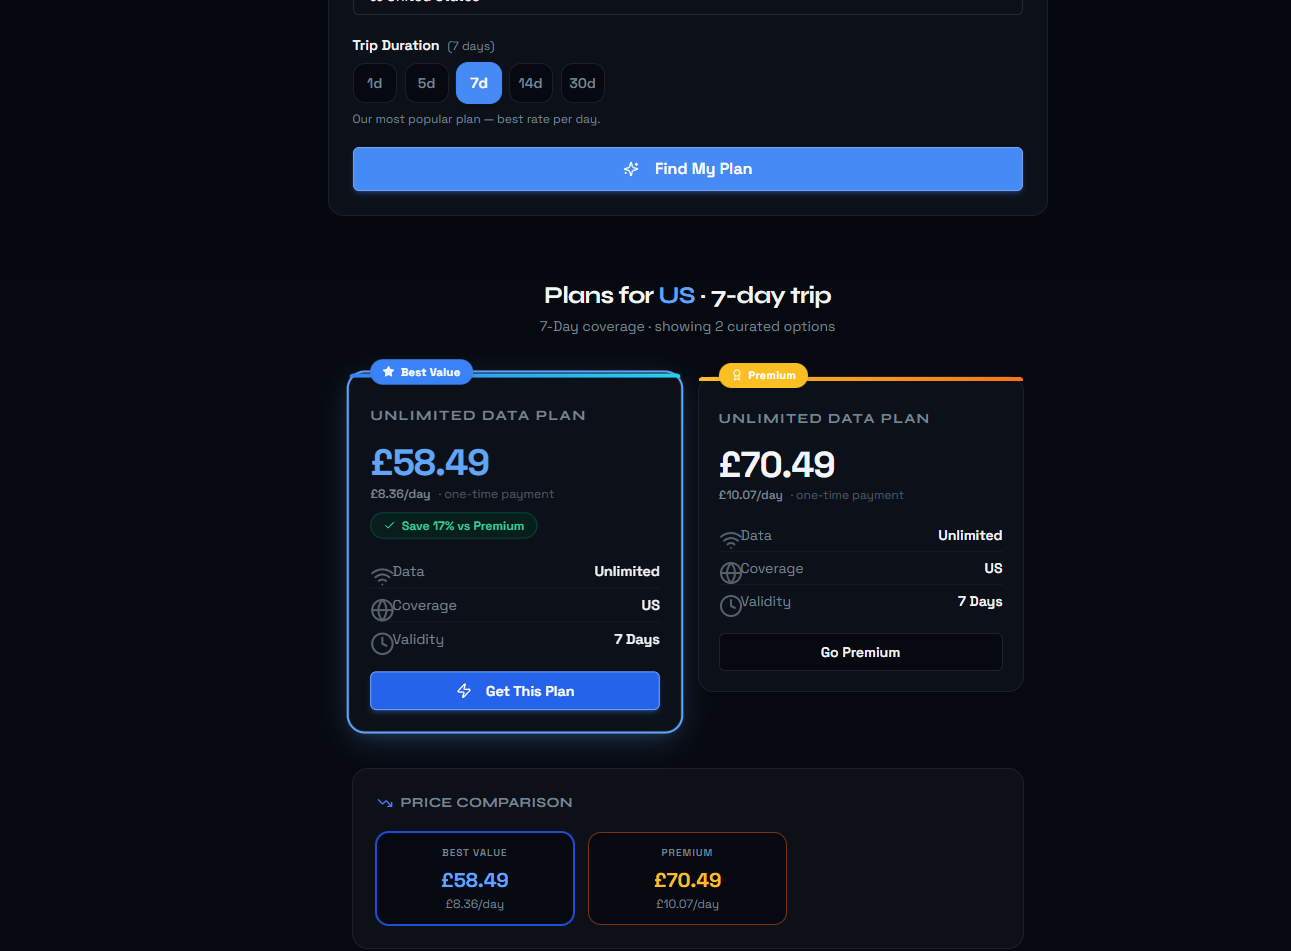 United States
Trip Duration (7 days)
1d 5d 7d 14d 30d
Our most popular plan — best rate per day.
Find My Plan
Plans for US · 7-day trip
7-Day coverage · showing 2 curated options
Best Value
UNLIMITED DATA PLAN
£58.49
£8.36/day · one-time payment
Save 17% vs Premium
Data Unlimited
Coverage US
Validity 7 Days
Get This Plan
Premium
UNLIMITED DATA PLAN
£70.49
£10.07/day · one-time payment
Data Unlimited
Coverage US
Validity 7 Days
Go Premium
PRICE COMPARISON
BEST VALUE
£58.49
£8.36/day
PREMIUM
£70.49
£10.07/day